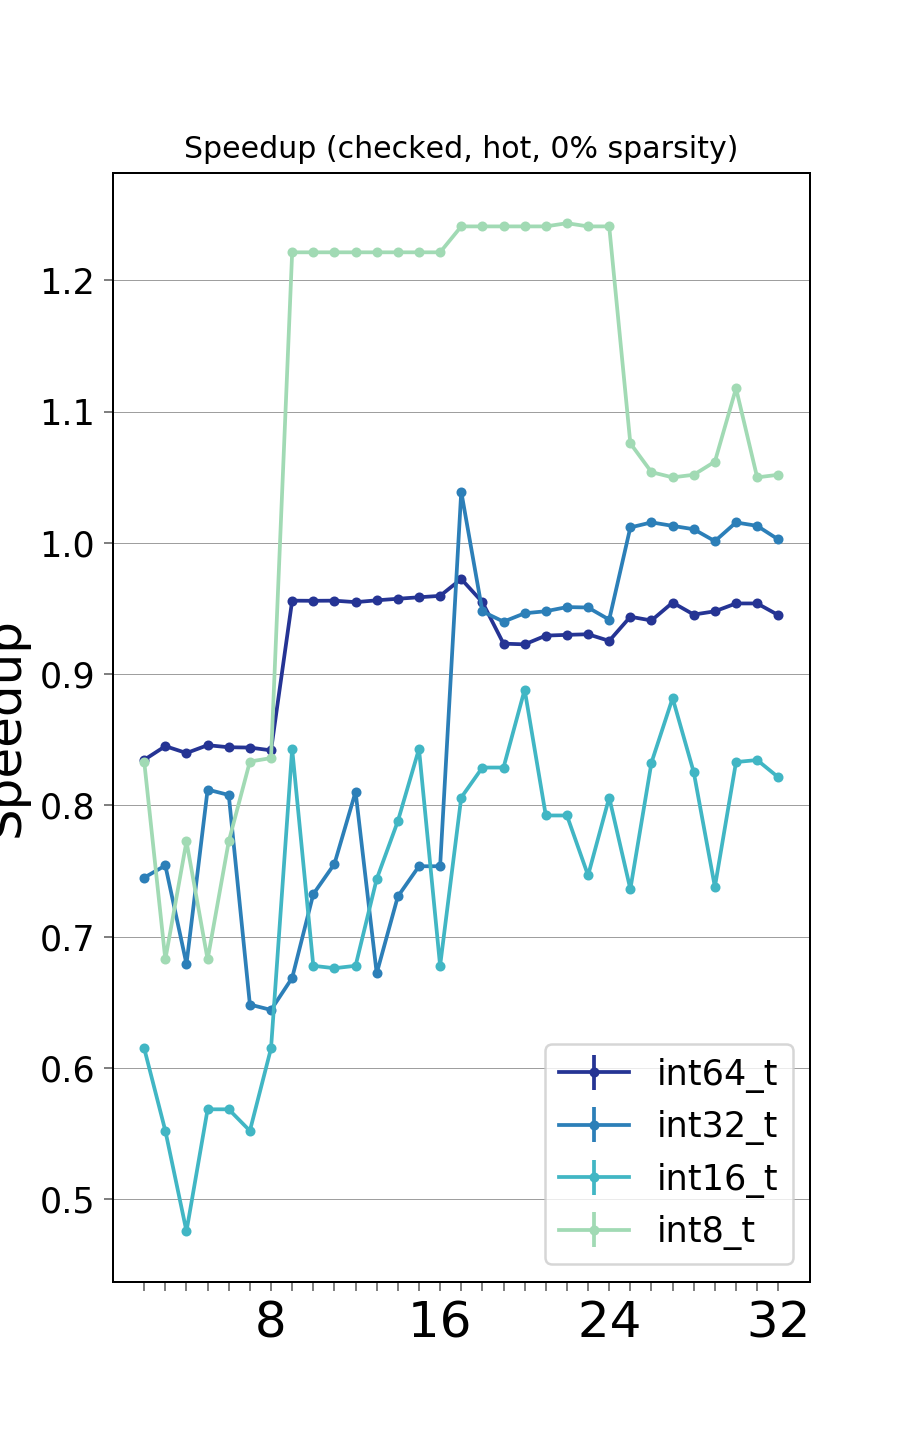 Speedup (checked, hot, 0% sparsity)
1.2
1.1
1.0
0.9
0.8
0.7
0.6
0.5
Speedup
int64_t
int32_t
int16_t
int8_t
8 16 24 32